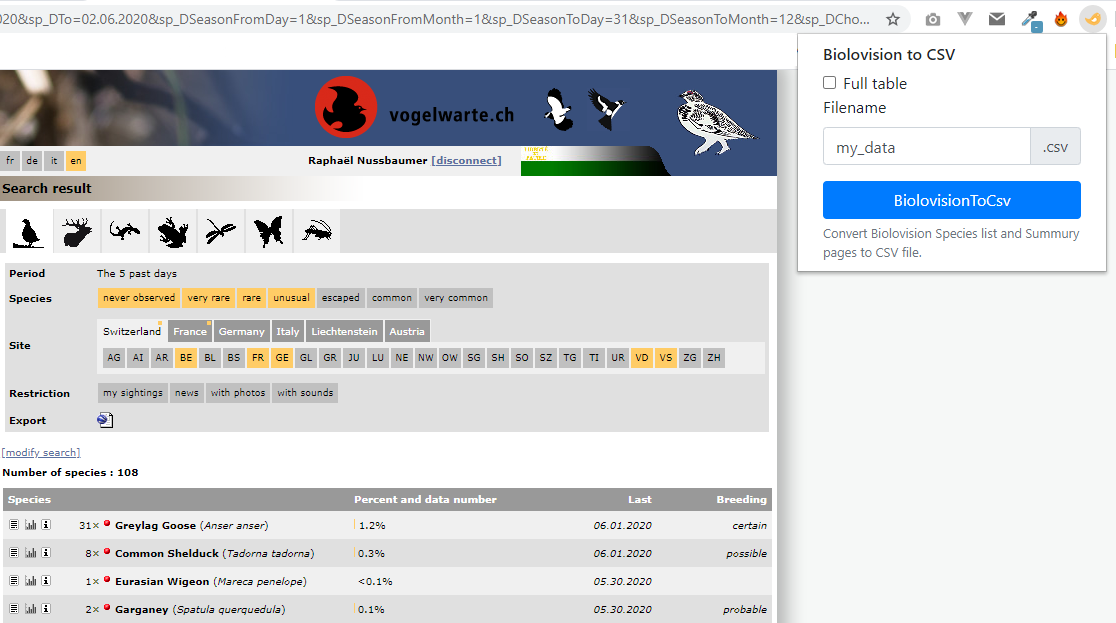 020&sp_DTo=02.06.2020&sp_DSeasonFromDay=1&sp_DSeasonFromMonth=1&sp_DSeasonToDay=31&sp_DSeasonToMonth=12&sp_DCho...
Biolovision to CSV
Full table
Filename
my_data .csv
BiolovisionToCsv
Convert Biolovision Species list and Summury
pages to CSV file.
vogelwarte.ch
fr de it en
Raphaël Nussbaumer [disconnect]
Search result
Period The 5 past days
Species never observed very rare rare unusual escaped common very common
Site
Switzerland France Germany Italy Liechtenstein Austria
AG AI AR BE BL BS FR GE GL GR JU LU NE NW OW SG SH SO SZ TG TI UR VD VS ZG ZH
Restriction my sightings news with photos with sounds
Export
[modify search]
Number of species : 108
Species Percent and data number Last Breeding
31x Greylag Goose (Anser anser) 1.2% 06.01.2020 certain
8x Common Shelduck (Tadorna tadorna) 0.3% 06.01.2020 possible
1x Eurasian Wigeon (Mareca penelope) <0.1% 05.30.2020
2x Garganey (Spatula querquedula) 0.1% 05.30.2020 probable